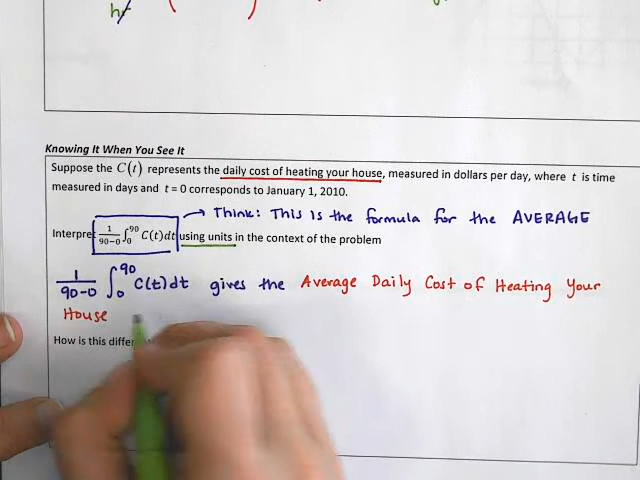 hr
Knowing It When You See It
Suppose the C(t) represents the daily cost of heating your house, measured in dollars per day, where t is time
measured in days and t = 0 corresponds to January 1, 2010.
→ Think: This is the formula for the AVERAGE
Interpret 1/90−0 ∫₀⁹⁰ C(t)dt using units in the context of the problem
1/90-0 ∫₀⁹⁰ C(t)dt gives the Average Daily Cost of Heating Your
House
How is this